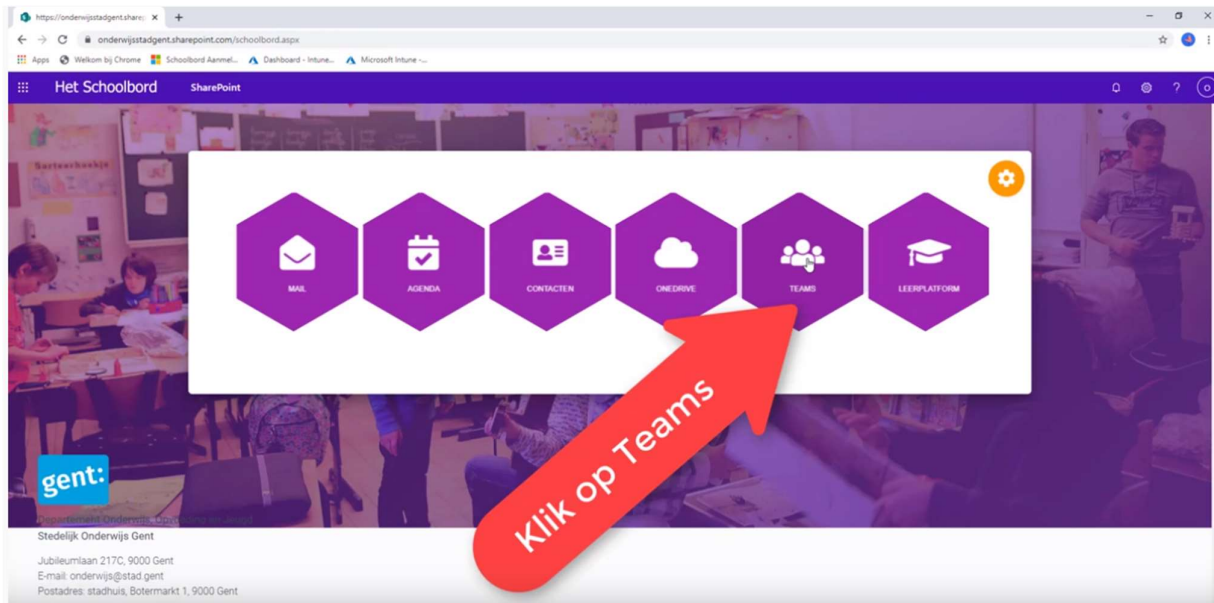 https://onderwijsstadgent.share
onderwijsstadgent.sharepoint.com/schoolbord.aspx
Apps Welkom bij Chrome Schoolbord Aanmel... Dashboard - Intune... Microsoft Intune -...
Het Schoolbord SharePoint
MAIL AGENDA CONTACTEN ONEDRIVE TEAMS LEERPLATFORM
Klik op Teams
gent:
Departement Onderwijs,
Stedelijk Onderwijs Gent
Jubileumlaan 217C, 9000 Gent
E-mail: onderwijs@stad.gent
Postadres: stadhuis, Botermarkt 1, 9000 Gent